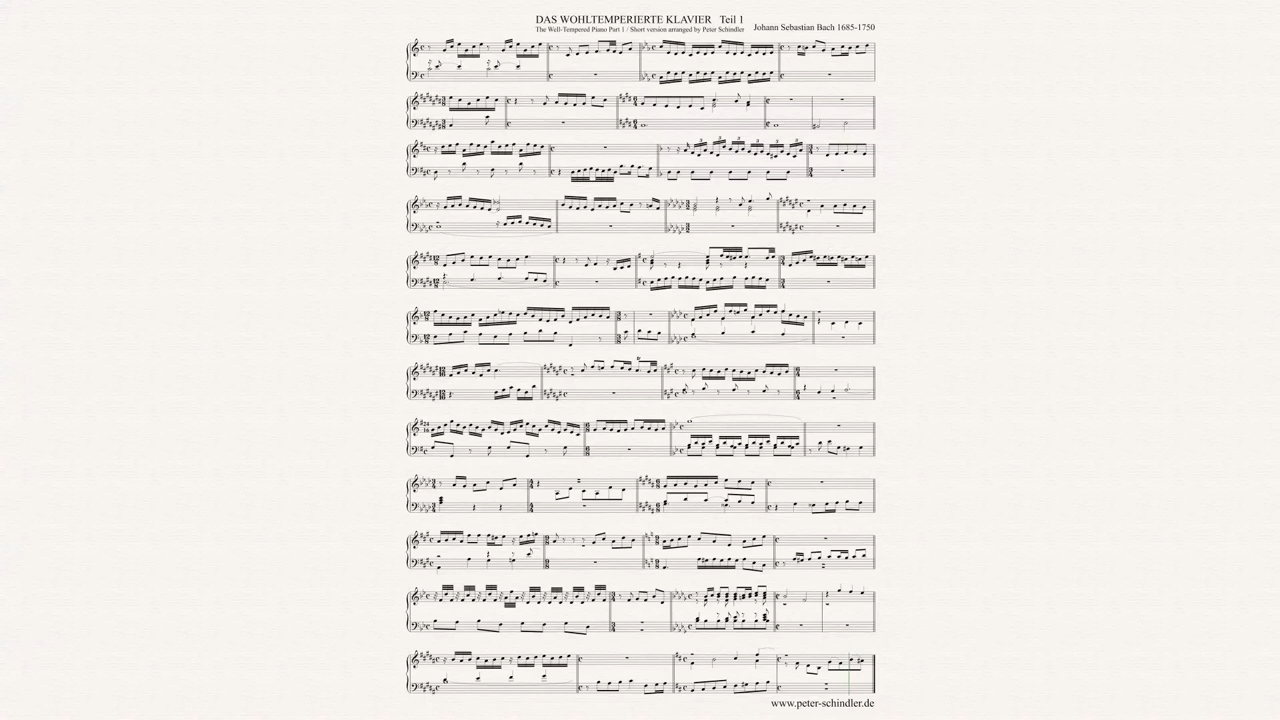 DAS WOHLTEMPERIERTE KLAVIER Teil 1
The Well-Tempered Piano Part 1 / Short version arranged by Peter Schindler
Johann Sebastian Bach 1685-1750
www.peter-schindler.de